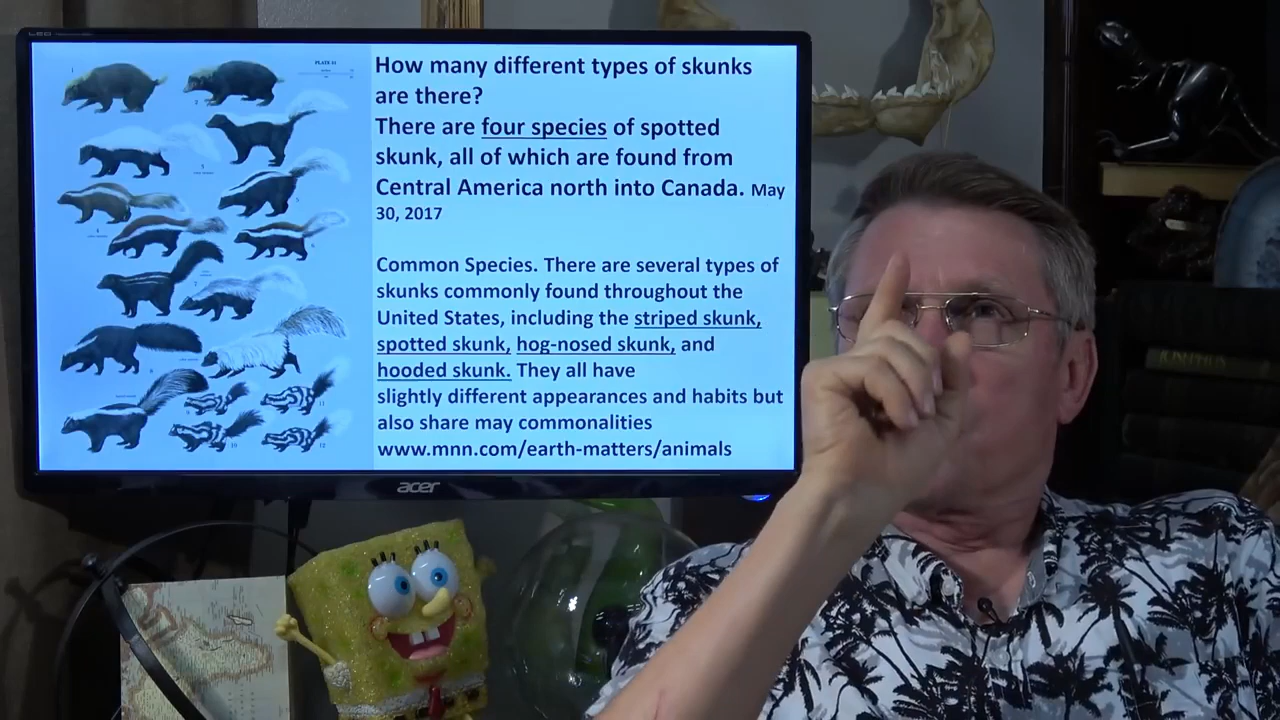 PLATE 11
How many different types of skunks
are there?
There are four species of spotted
skunk, all of which are found from
Central America north into Canada. May
30, 2017
Common Species. There are several types of
skunks commonly found throughout the
United States, including the striped skunk,
spotted skunk, hog-nosed skunk, and
hooded skunk. They all have
slightly different appearances and habits but
also share may commonalities
www.mnn.com/earth-matters/animals
acer
JOSEPHUS